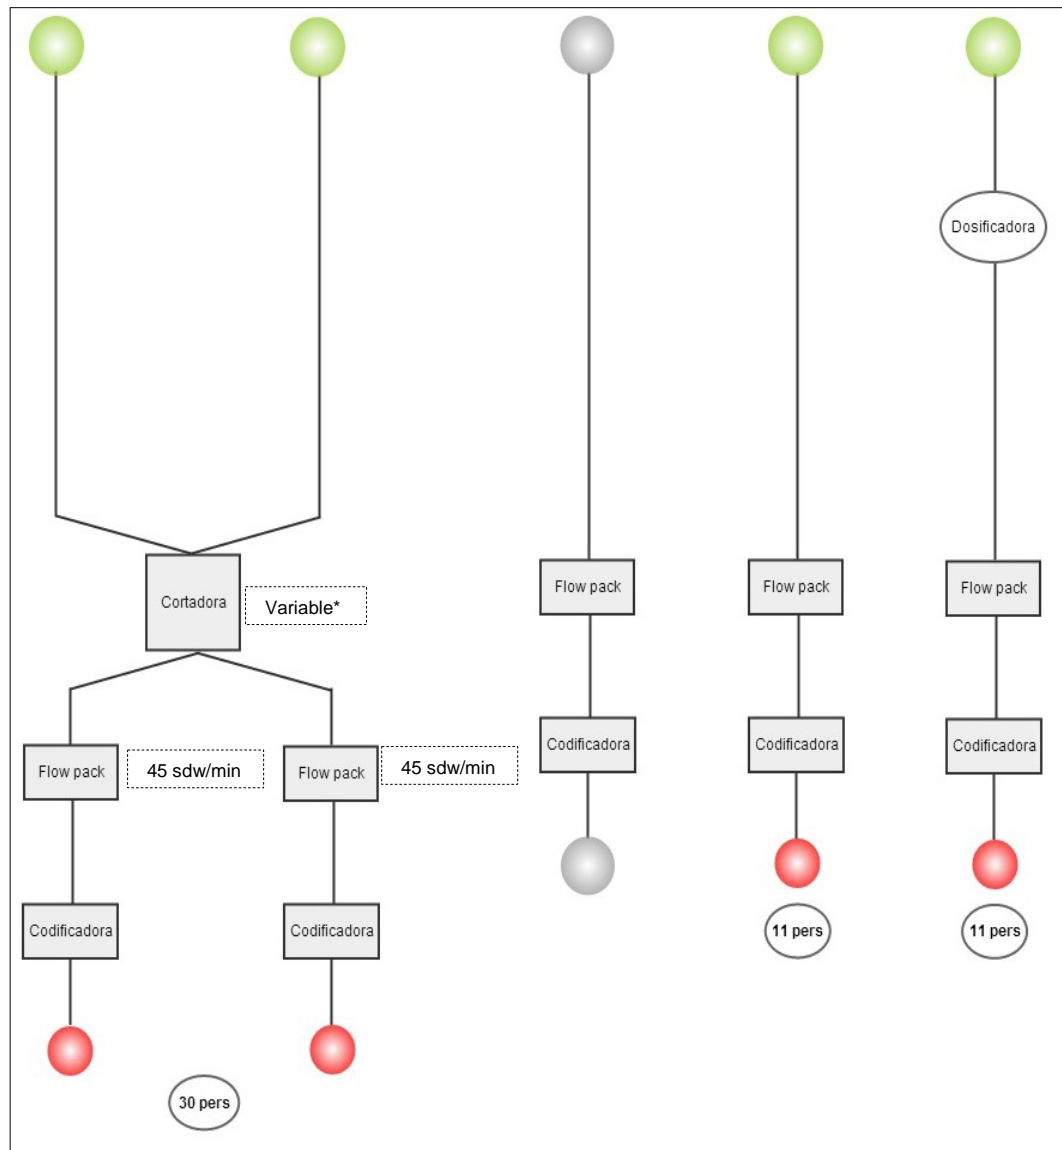 Dosificadora
Cortadora
Variable*
Flow pack
Flow pack
Flow pack
Codificadora
Codificadora
Codificadora
Flow pack
45 sdw/min
Flow pack
45 sdw/min
Codificadora
Codificadora
11 pers
11 pers
30 pers